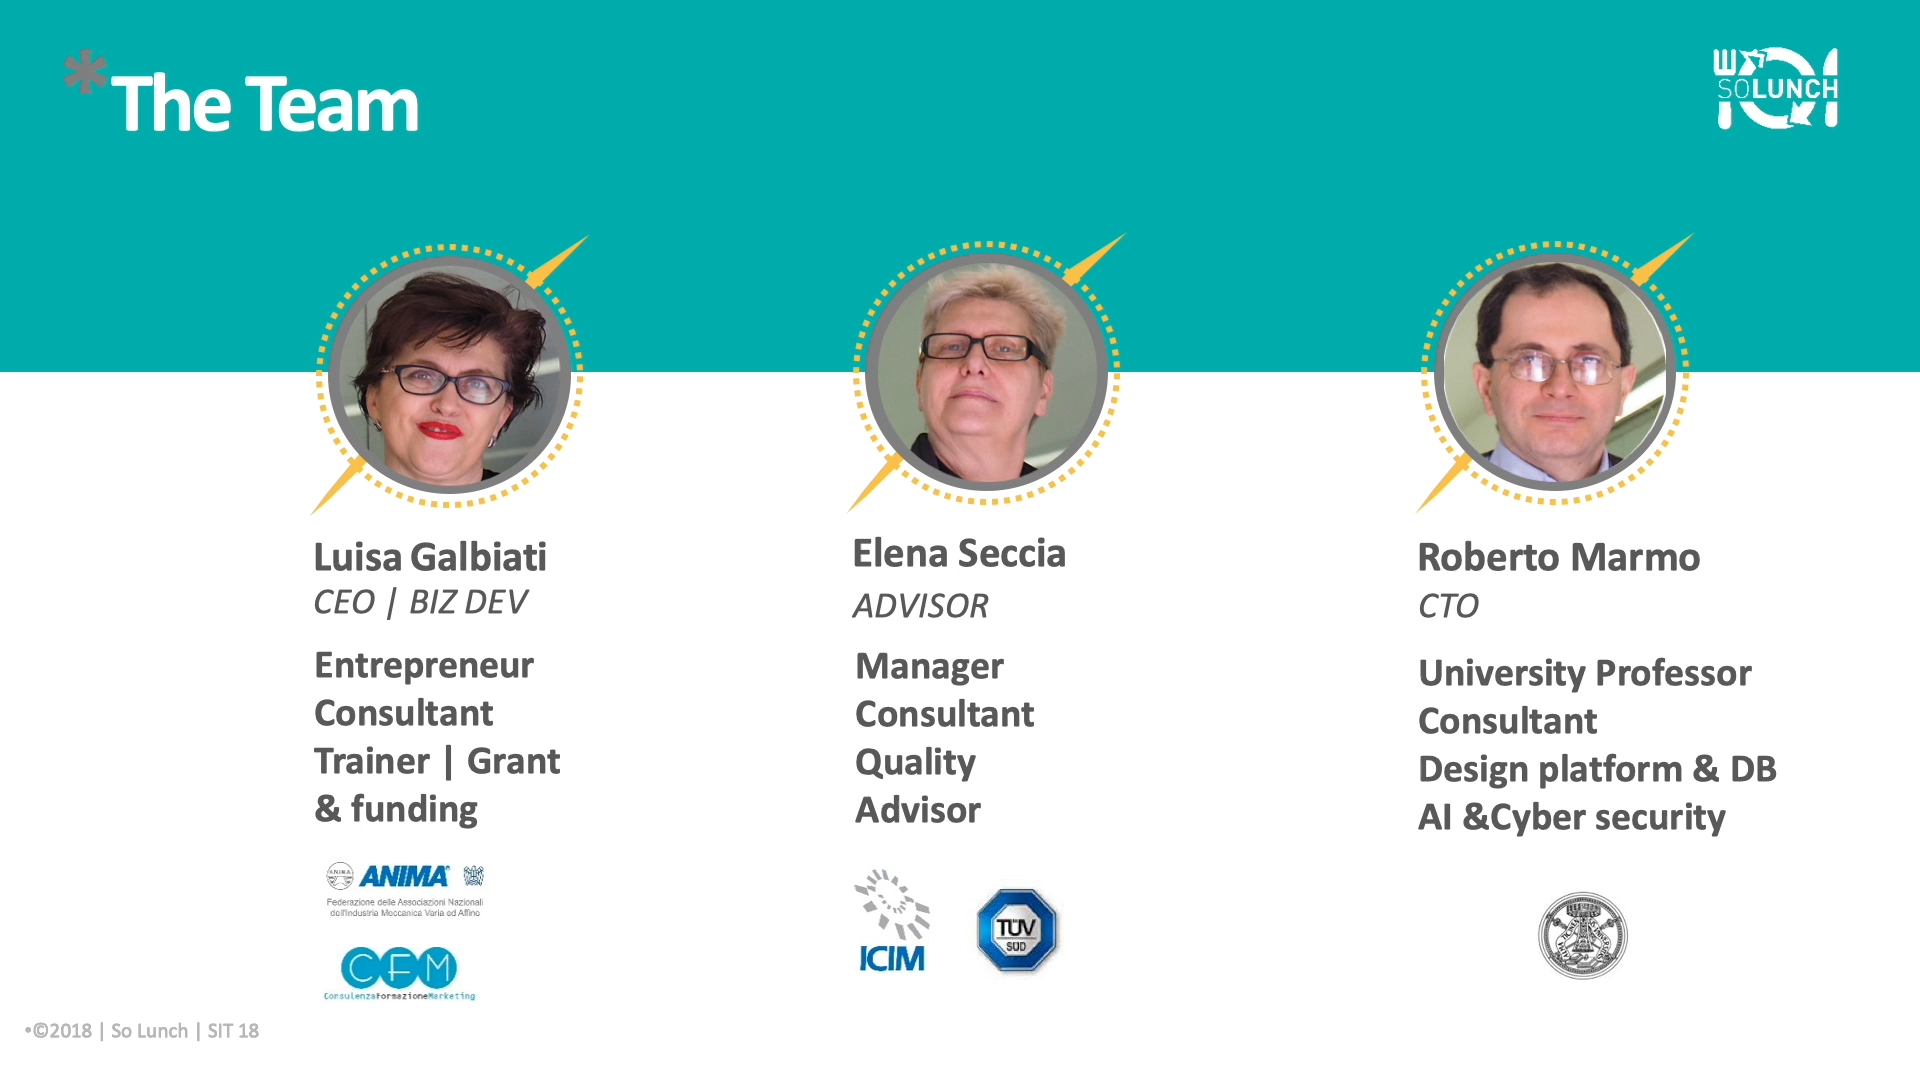 *The Team
SOLUNCH
Luisa Galbiati
CEO | BIZ DEV
Entrepreneur
Consultant
Trainer | Grant
& funding
ANIMA
Federazione delle Associazioni Nazionali
dell'Industria Meccanica Varia ed Affine
CFM
ConsulenzaFormazioneMarketing
Elena Seccia
ADVISOR
Manager
Consultant
Quality
Advisor
ICIM
TÜV
SÜD
Roberto Marmo
CTO
University Professor
Consultant
Design platform & DB
AI &Cyber security
•©2018 | So Lunch | SIT 18